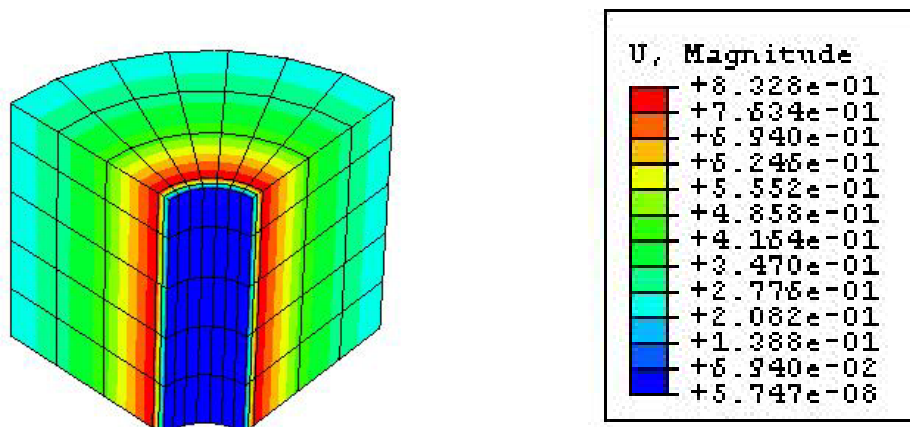 U, Magnitude
+8.328e-01
+7.634e-01
+6.940e-01
+6.246e-01
+5.552e-01
+4.858e-01
+4.164e-01
+3.470e-01
+2.776e-01
+2.082e-01
+1.388e-01
+6.940e-02
+5.747e-08